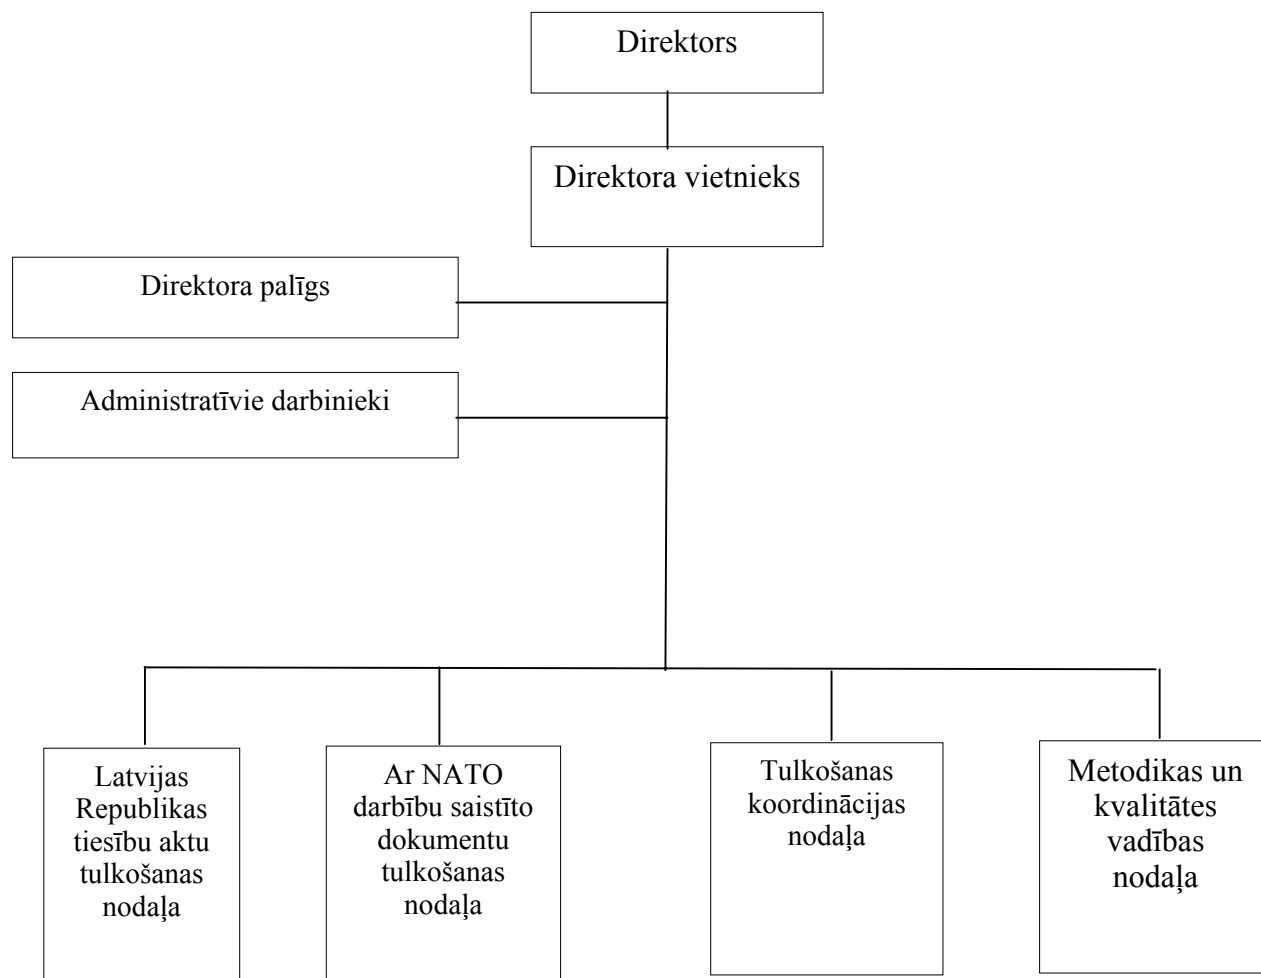 Direktors
Direktora vietnieks
Direktora palīgs
Administratīvie darbinieki
Latvijas
Republikas
tiesību aktu
tulkošanas
nodaļa
Ar NATO
darbību saistīto
dokumentu
tulkošanas
nodaļa
Tulkošanas
koordinācijas
nodaļa
Metodikas un
kvalitātes
vadības
nodaļa